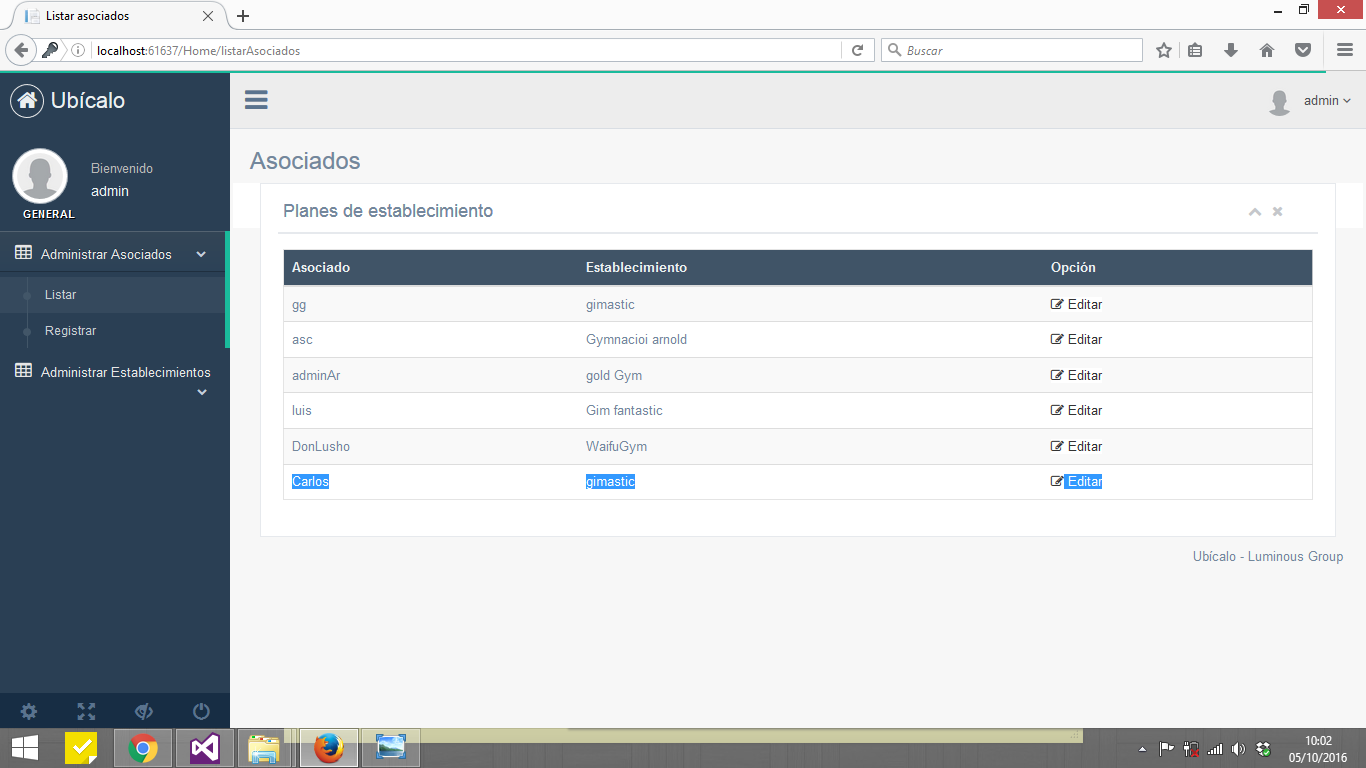 Listar asociados
localhost:61637/Home/listarAsociados
Buscar
Ubícalo
admin
Bienvenido
admin
GENERAL
Administrar Asociados
Listar
Registrar
Administrar Establecimientos
Asociados
Planes de establecimiento
Asociado Establecimiento Opción
gg gimastic Editar
asc Gymnacioi arnold Editar
adminAr gold Gym Editar
luis Gim fantastic Editar
DonLusho WaifuGym Editar
Carlos gimastic Editar
Ubícalo - Luminous Group
10:02
05/10/2016